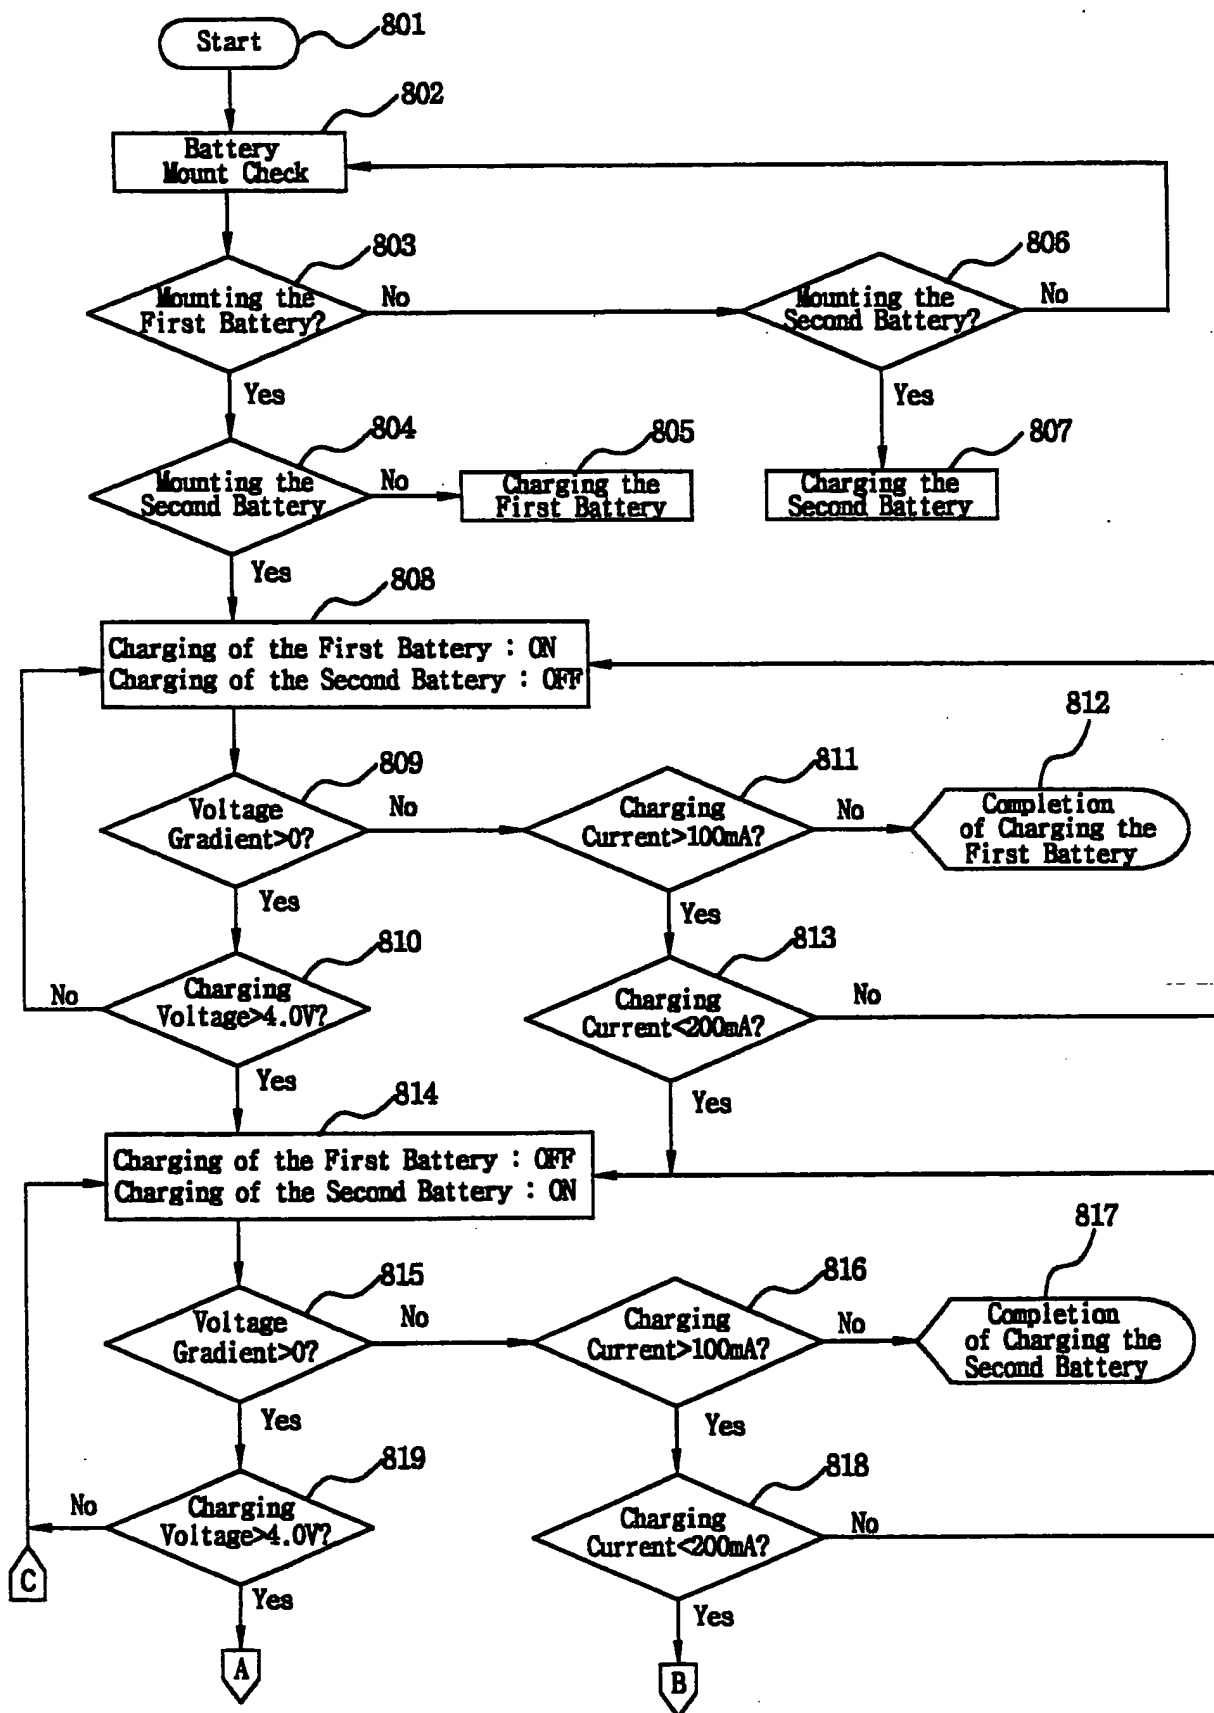 Start
801
802
Battery
Mount Check
803
806
Mounting the
First Battery?
No
Mounting the
Second Battery?
No
Yes
Yes
804
805
807
Mounting the
Second Battery
No
Charging the
First Battery
Charging the
Second Battery
Yes
808
Charging of the First Battery : ON
Charging of the Second Battery : OFF
812
809
811
Voltage
Gradient>0?
No
Charging
Current>100mA?
No
Completion
of Charging the
First Battery
Yes
Yes
810
813
Charging
Voltage>4.0V?
No
Charging
Current<200mA?
No
Yes
Yes
814
Charging of the First Battery : OFF
Charging of the Second Battery : ON
817
815
816
Voltage
Gradient>0?
No
Charging
Current>100mA?
No
Completion
of Charging the
Second Battery
Yes
Yes
819
818
Charging
Voltage>4.0V?
No
Charging
Current<200mA?
No
C
Yes
Yes
A
B